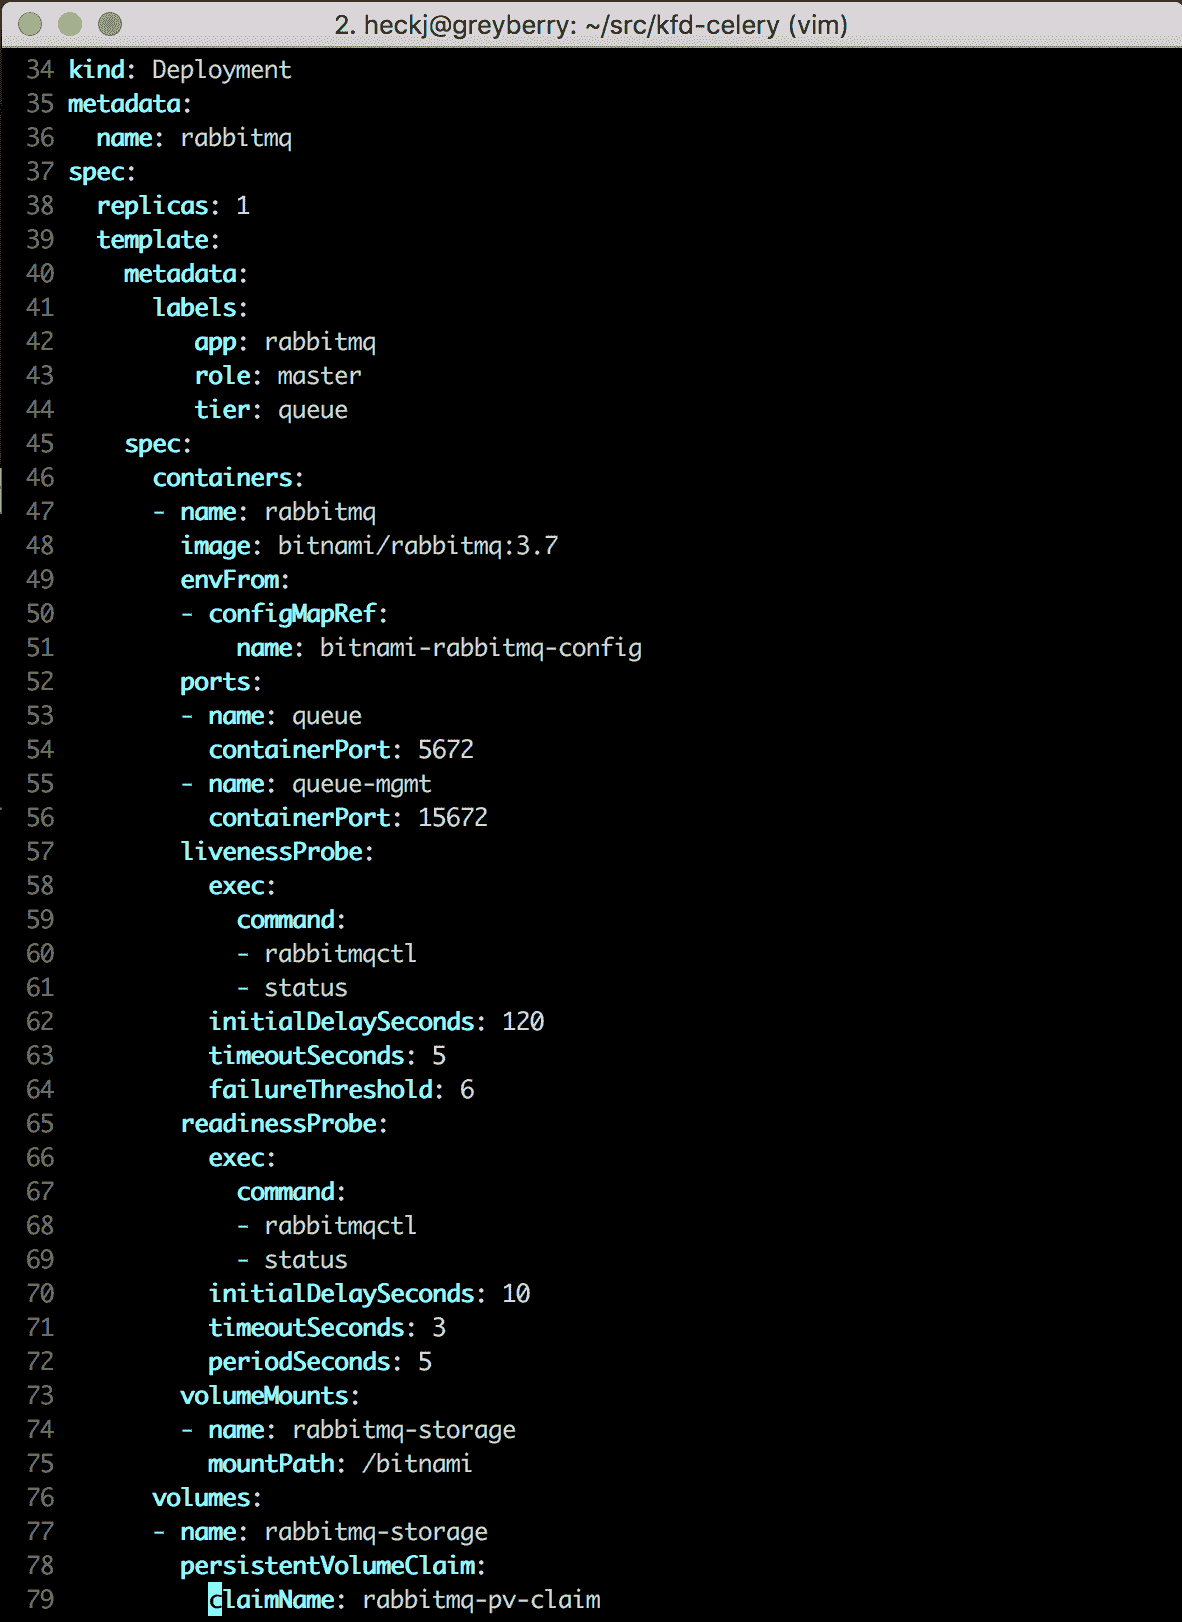 2. heckj@greyberry: ~/src/kfd-celery (vim)
34 kind: Deployment
35 metadata:
36   name: rabbitmq
37 spec:
38   replicas: 1
39   template:
40     metadata:
41       labels:
42          app: rabbitmq
43          role: master
44          tier: queue
45     spec:
46       containers:
47       - name: rabbitmq
48         image: bitnami/rabbitmq:3.7
49         envFrom:
50         - configMapRef:
51             name: bitnami-rabbitmq-config
52         ports:
53         - name: queue
54           containerPort: 5672
55         - name: queue-mgmt
56           containerPort: 15672
57         livenessProbe:
58           exec:
59             command:
60             - rabbitmqctl
61             - status
62           initialDelaySeconds: 120
63           timeoutSeconds: 5
64           failureThreshold: 6
65         readinessProbe:
66           exec:
67             command:
68             - rabbitmqctl
69             - status
70           initialDelaySeconds: 10
71           timeoutSeconds: 3
72           periodSeconds: 5
73         volumeMounts:
74         - name: rabbitmq-storage
75           mountPath: /bitnami
76       volumes:
77       - name: rabbitmq-storage
78         persistentVolumeClaim:
79           claimName: rabbitmq-pv-claim